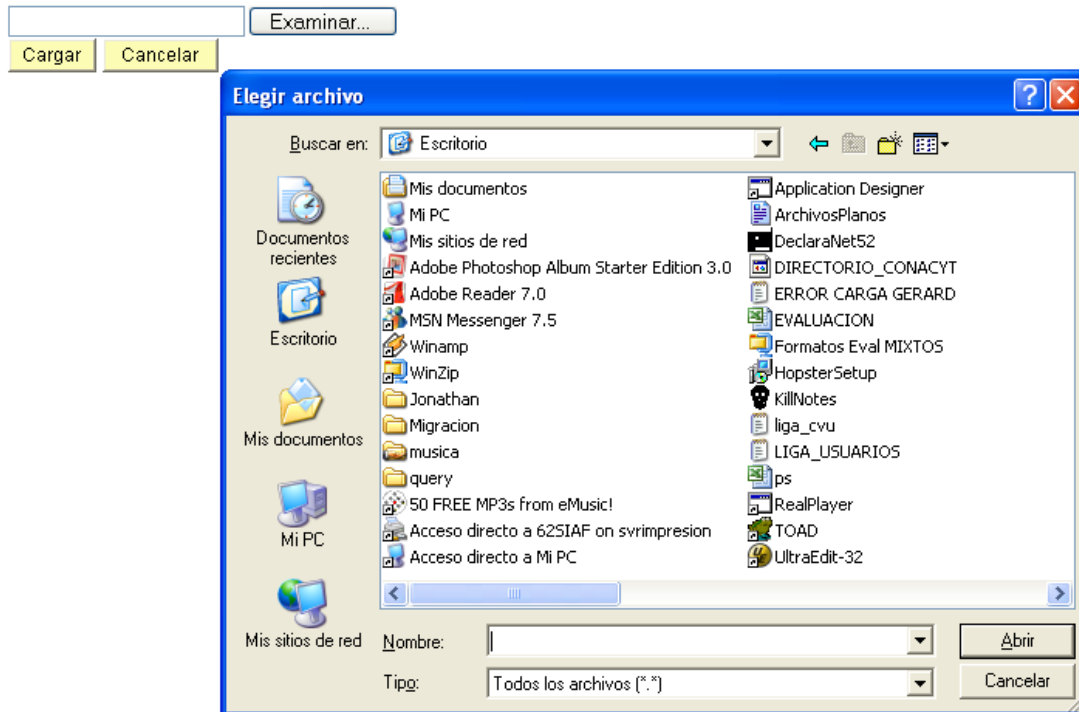 Examinar...
Cargar Cancelar
Elegir archivo
Buscar en: Escritorio
Documentos recientes
Escritorio
Mis documentos
Mi PC
Mis sitios de red
Mis documentos
Mi PC
Mis sitios de red
Adobe Photoshop Album Starter Edition 3.0
Adobe Reader 7.0
MSN Messenger 7.5
Winamp
WinZip
Jonathan
Migracion
musica
query
50 FREE MP3s from eMusic!
Acceso directo a 62SIAF on svrimpresion
Acceso directo a Mi PC
Application Designer
ArchivosPlanos
DeclaraNet52
DIRECTORIO_CONACYT
ERROR CARGA GERARD
EVALUACION
Formatos Eval MIXTOS
HopsterSetup
KillNotes
liga_cvu
LIGA_USUARIOS
ps
RealPlayer
TOAD
UltraEdit-32
Nombre: Abrir
Tipo: Todos los archivos (*.*) Cancelar